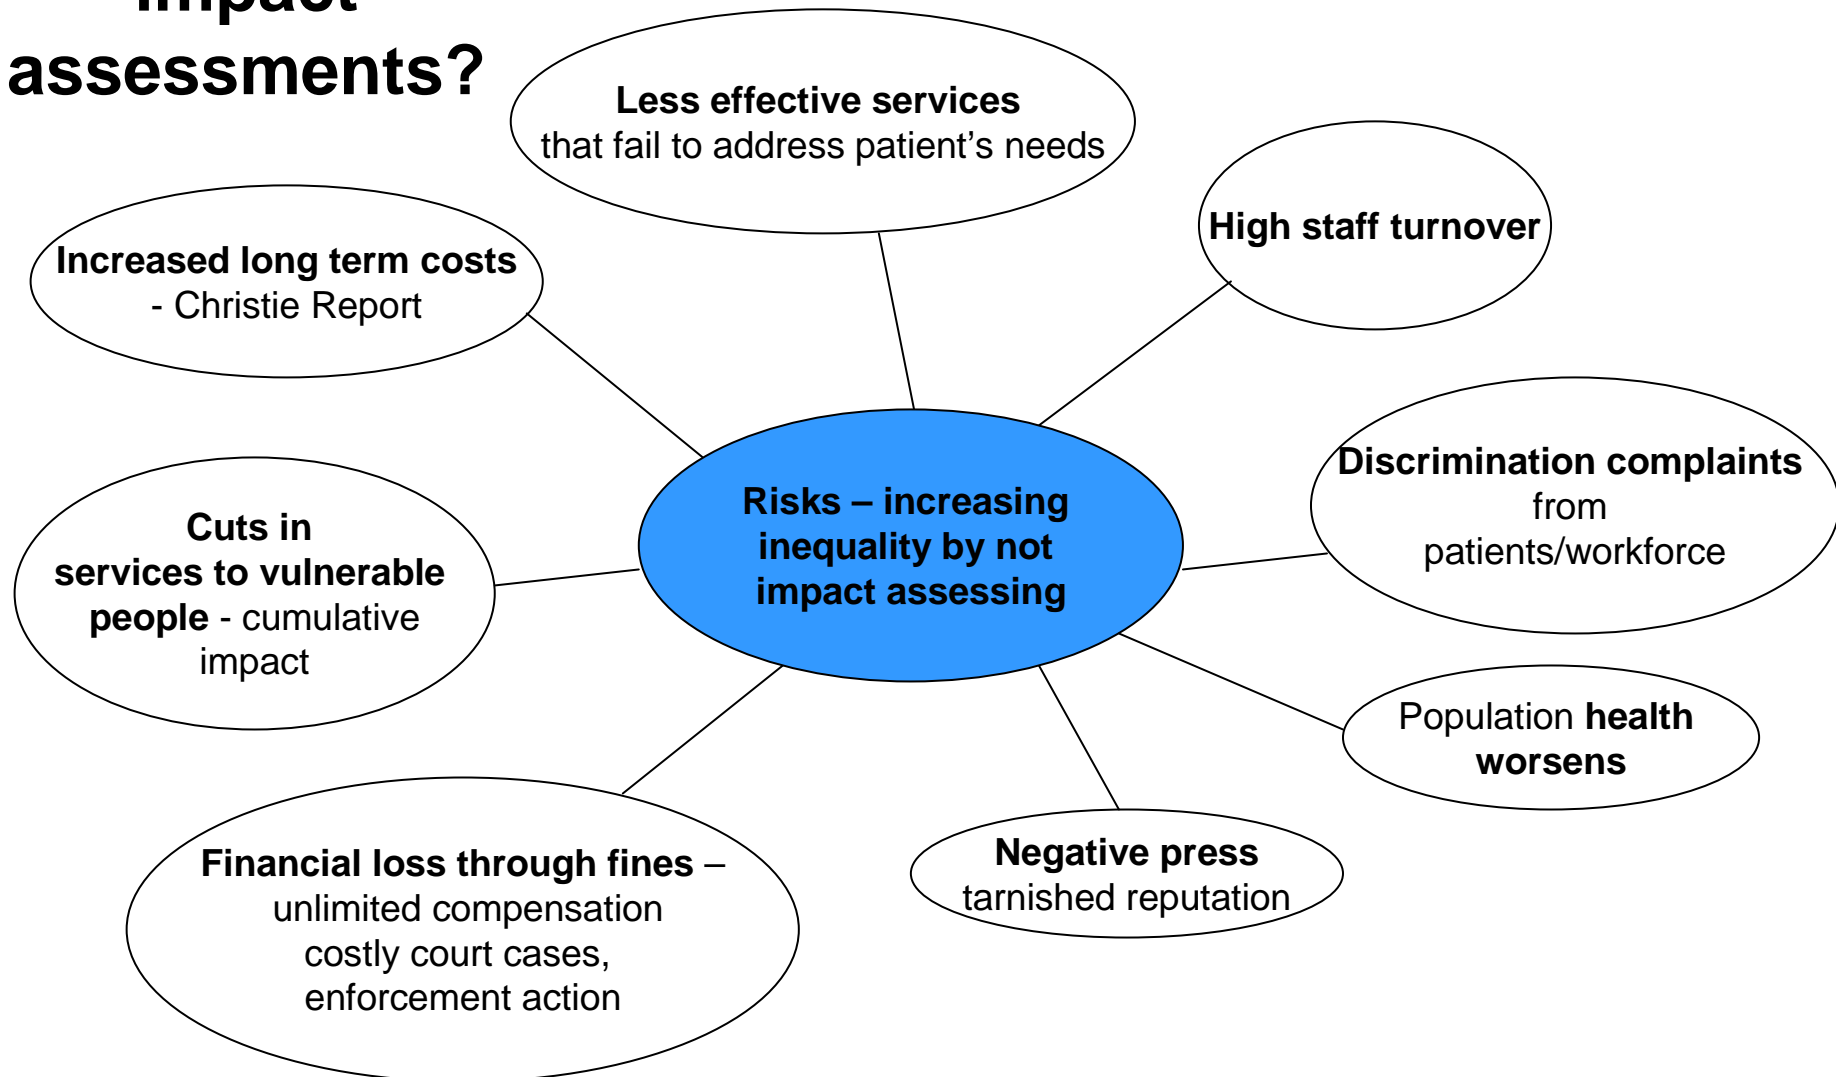 impact
assessments?
Less effective services
that fail to address patient’s needs
High staff turnover
Increased long term costs
- Christie Report
Discrimination complaints
from
patients/workforce
Risks – increasing
inequality by not
impact assessing
Cuts in
services to vulnerable
people - cumulative
impact
Population health
worsens
Negative press
tarnished reputation
Financial loss through fines –
unlimited compensation
costly court cases,
enforcement action